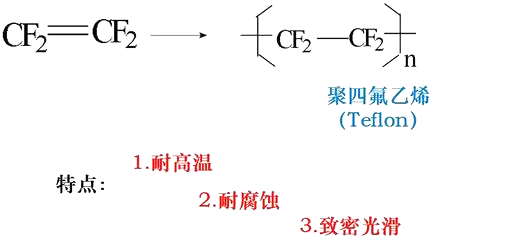 CF₂═CF₂ → -[CF₂—CF₂]-n
聚四氟乙烯
(Teflon)
特点：
1.耐高温
2.耐腐蚀
3.致密光滑